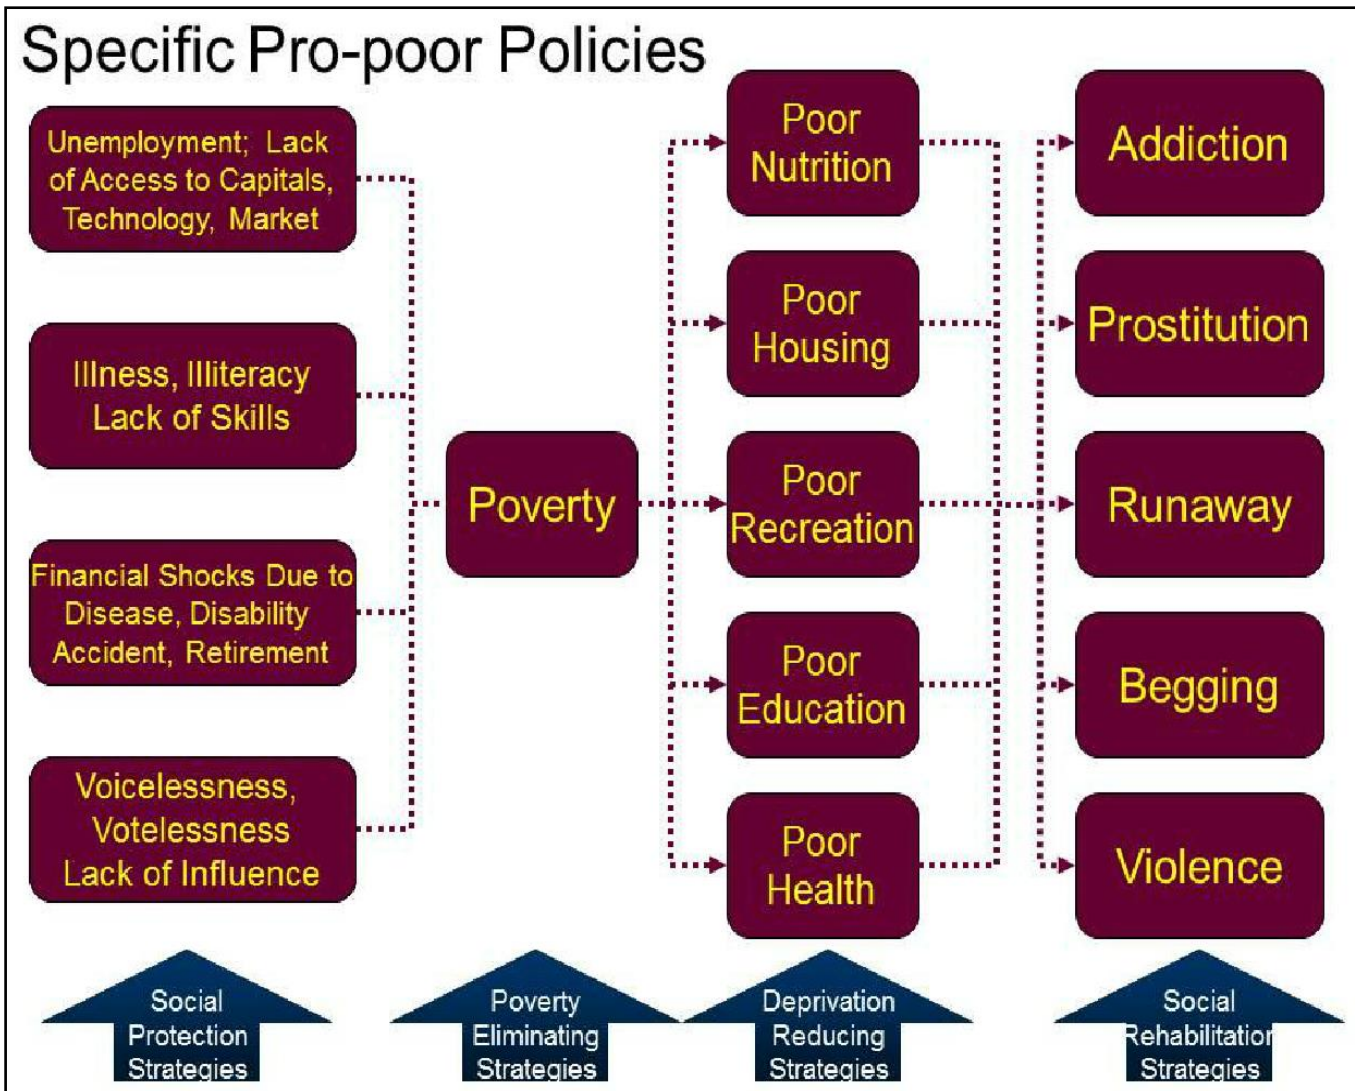 Specific Pro-poor Policies
Unemployment; Lack
of Access to Capitals,
Technology, Market
Illness, Illiteracy
Lack of Skills
Financial Shocks Due to
Disease, Disability
Accident, Retirement
Voicelessness,
Votelessness
Lack of Influence
Poverty
Poor
Nutrition
Poor
Housing
Poor
Recreation
Poor
Education
Poor
Health
Addiction
Prostitution
Runaway
Begging
Violence
Social
Protection
Strategies
Poverty
Eliminating
Strategies
Deprivation
Reducing
Strategies
Social
Rehabilitation
Strategies